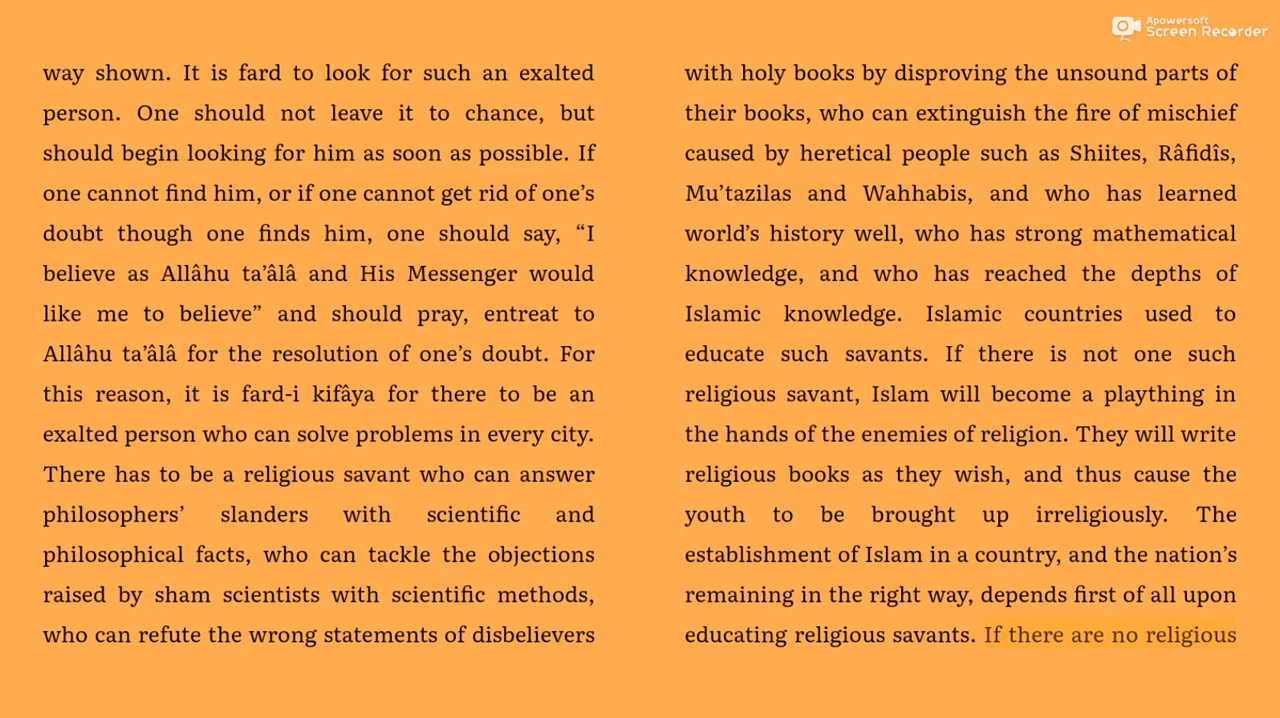 Apowersoft
Screen Recorder
way shown. It is fard to look for such an exalted
person. One should not leave it to chance, but
should begin looking for him as soon as possible. If
one cannot find him, or if one cannot get rid of one’s
doubt though one finds him, one should say, “I
believe as Allâhu ta’âlâ and His Messenger would
like me to believe” and should pray, entreat to
Allâhu ta’âlâ for the resolution of one’s doubt. For
this reason, it is fard-i kifâya for there to be an
exalted person who can solve problems in every city.
There has to be a religious savant who can answer
philosophers’ slanders with scientific and
philosophical facts, who can tackle the objections
raised by sham scientists with scientific methods,
who can refute the wrong statements of disbelievers
with holy books by disproving the unsound parts of
their books, who can extinguish the fire of mischief
caused by heretical people such as Shiites, Râfidîs,
Mu’tazilas and Wahhabis, and who has learned
world’s history well, who has strong mathematical
knowledge, and who has reached the depths of
Islamic knowledge. Islamic countries used to
educate such savants. If there is not one such
religious savant, Islam will become a plaything in
the hands of the enemies of religion. They will write
religious books as they wish, and thus cause the
youth to be brought up irreligiously. The
establishment of Islam in a country, and the nation’s
remaining in the right way, depends first of all upon
educating religious savants. If there are no religious